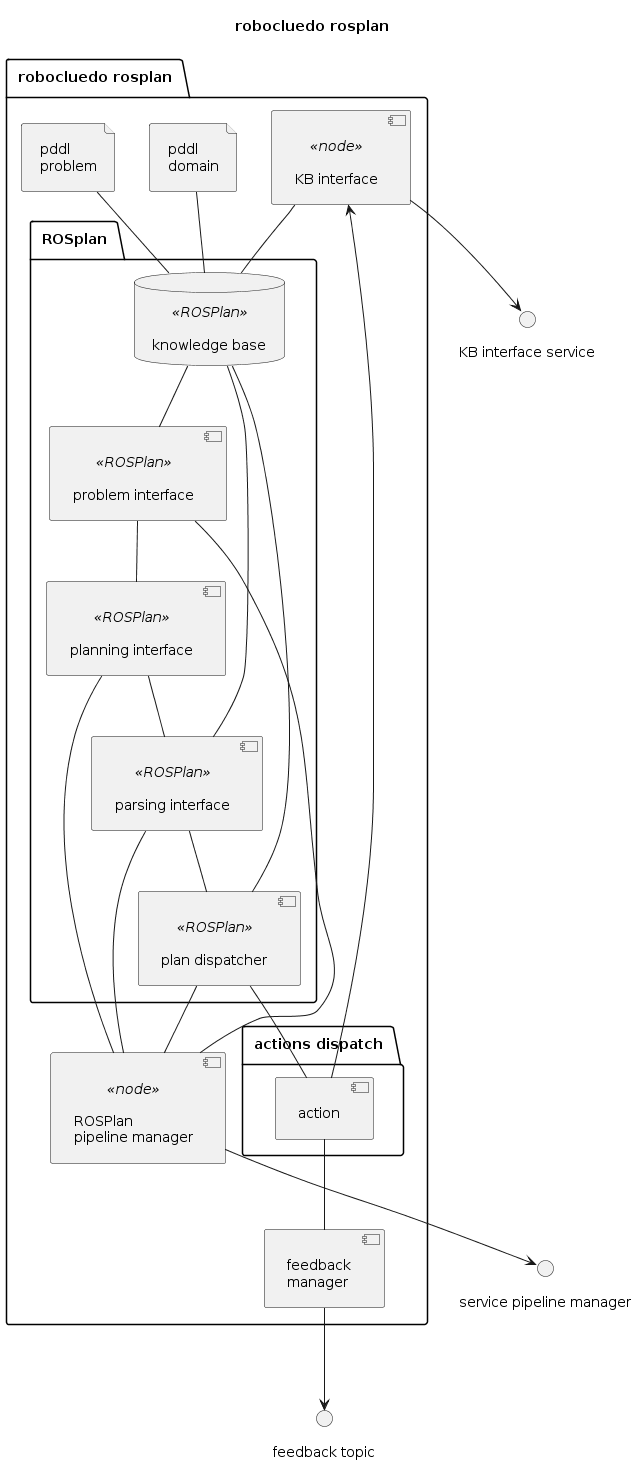 robocluedo rosplan
robocluedo rosplan
pddl
problem
pddl
domain
«node»
KB interface
ROSplan
«ROSPlan»
knowledge base
KB interface service
«ROSPlan»
problem interface
«ROSPlan»
planning interface
«ROSPlan»
parsing interface
«ROSPlan»
plan dispatcher
actions dispatch
«node»
ROSPlan
pipeline manager
action
feedback
manager
service pipeline manager
feedback topic